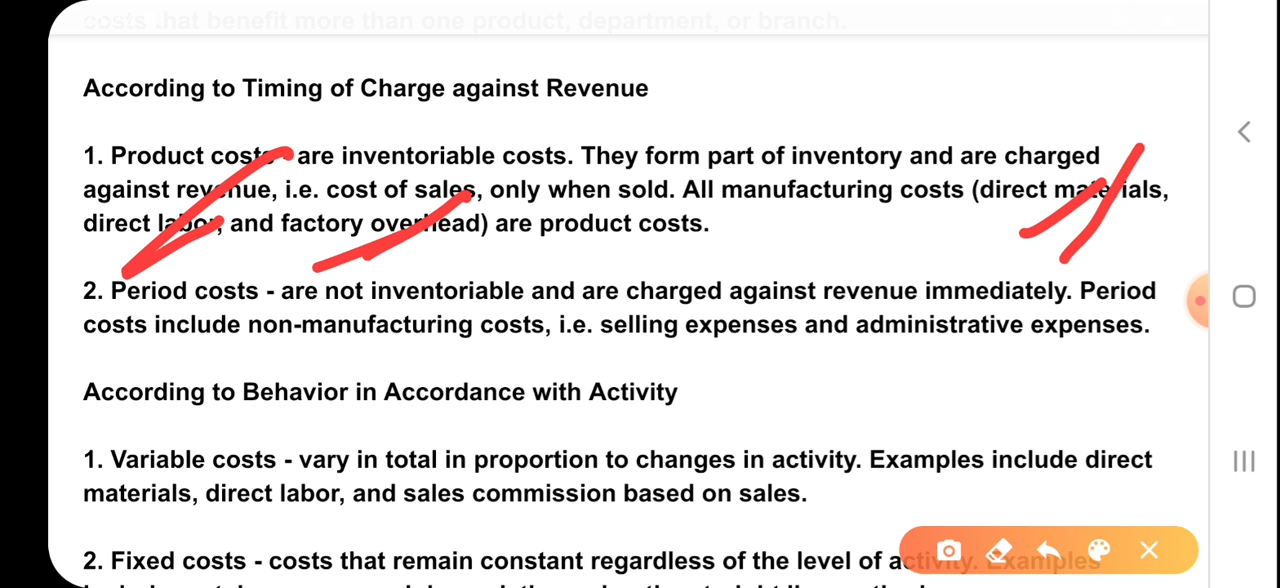 costs that benefit more than one product, department, or branch.
According to Timing of Charge against Revenue
1. Product costs - are inventoriable costs. They form part of inventory and are charged
against revenue, i.e. cost of sales, only when sold. All manufacturing costs (direct materials,
direct labor, and factory overhead) are product costs.
2. Period costs - are not inventoriable and are charged against revenue immediately. Period
costs include non-manufacturing costs, i.e. selling expenses and administrative expenses.
According to Behavior in Accordance with Activity
1. Variable costs - vary in total in proportion to changes in activity. Examples include direct
materials, direct labor, and sales commission based on sales.
2. Fixed costs - costs that remain constant regardless of the level of activity. Examples